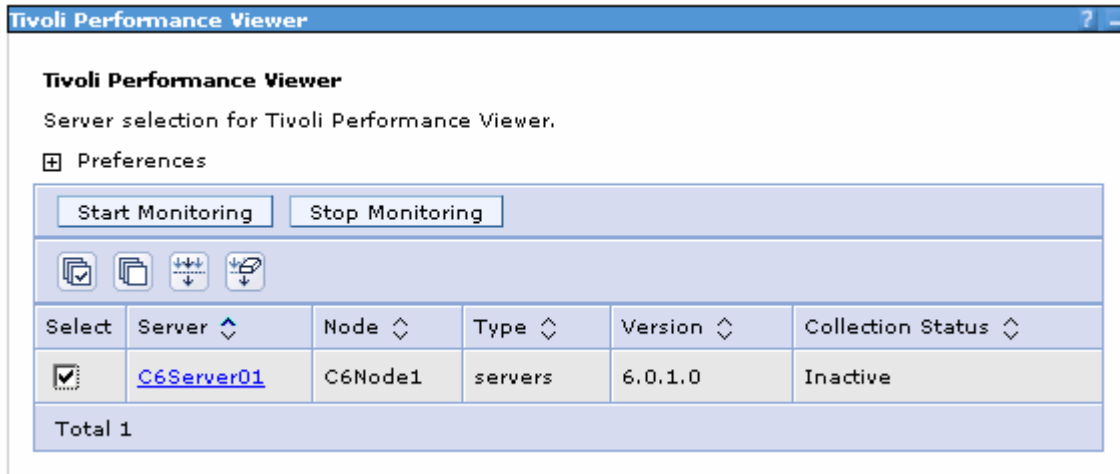 Tivoli Performance Viewer ? –
Tivoli Performance Viewer
Server selection for Tivoli Performance Viewer.
Preferences
Start Monitoring Stop Monitoring
Select Server Node Type Version Collection Status
C6Server01 C6Node1 servers 6.0.1.0 Inactive
Total 1